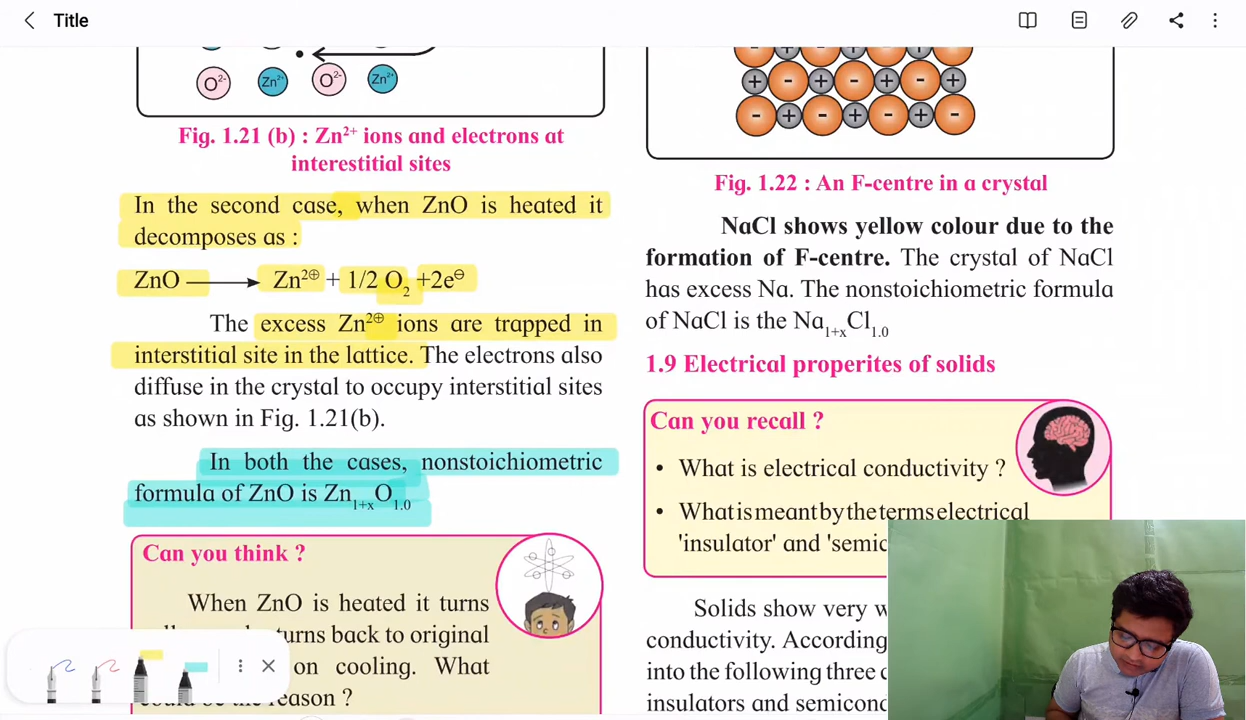 Title
O²⁻ Zn²⁺ O²⁻ Zn²⁺
Fig. 1.21 (b) : Zn²⁺ ions and electrons at
interestitial sites
In the second case, when ZnO is heated it
decomposes as :
ZnO ⟶ Zn²⊕ + 1/2 O₂ +2e⊖
The excess Zn²⊕ ions are trapped in
interstitial site in the lattice. The electrons also
diffuse in the crystal to occupy interstitial sites
as shown in Fig. 1.21(b).
In both the cases, nonstoichiometric
formula of ZnO is Zn₁₊ₓO₁.₀
Can you think ?
When ZnO is heated it turns
turns back to original
on cooling. What
reason ?
+ - + - + - +
- + - + - + -
Fig. 1.22 : An F-centre in a crystal
NaCl shows yellow colour due to the
formation of F-centre. The crystal of NaCl
has excess Na. The nonstoichiometric formula
of NaCl is the Na₁₊ₓCl₁.₀
1.9 Electrical properites of solids
Can you recall ?
• What is electrical conductivity ?
• What is meant by the terms electrical
'insulator' and 'semic
Solids show very w
conductivity. According
into the following three c
insulators and semicond